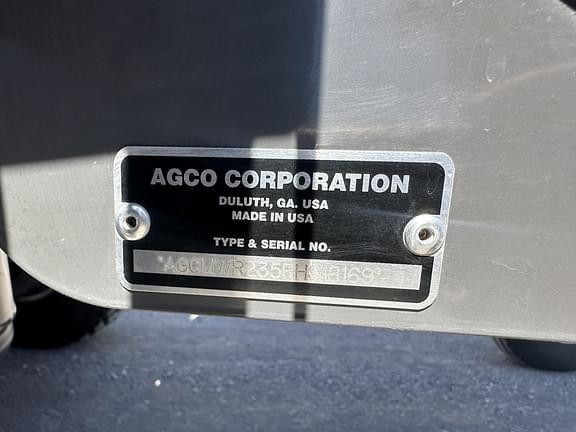 AGCO CORPORATION
DULUTH, GA. USA
MADE IN USA
TYPE & SERIAL NO.